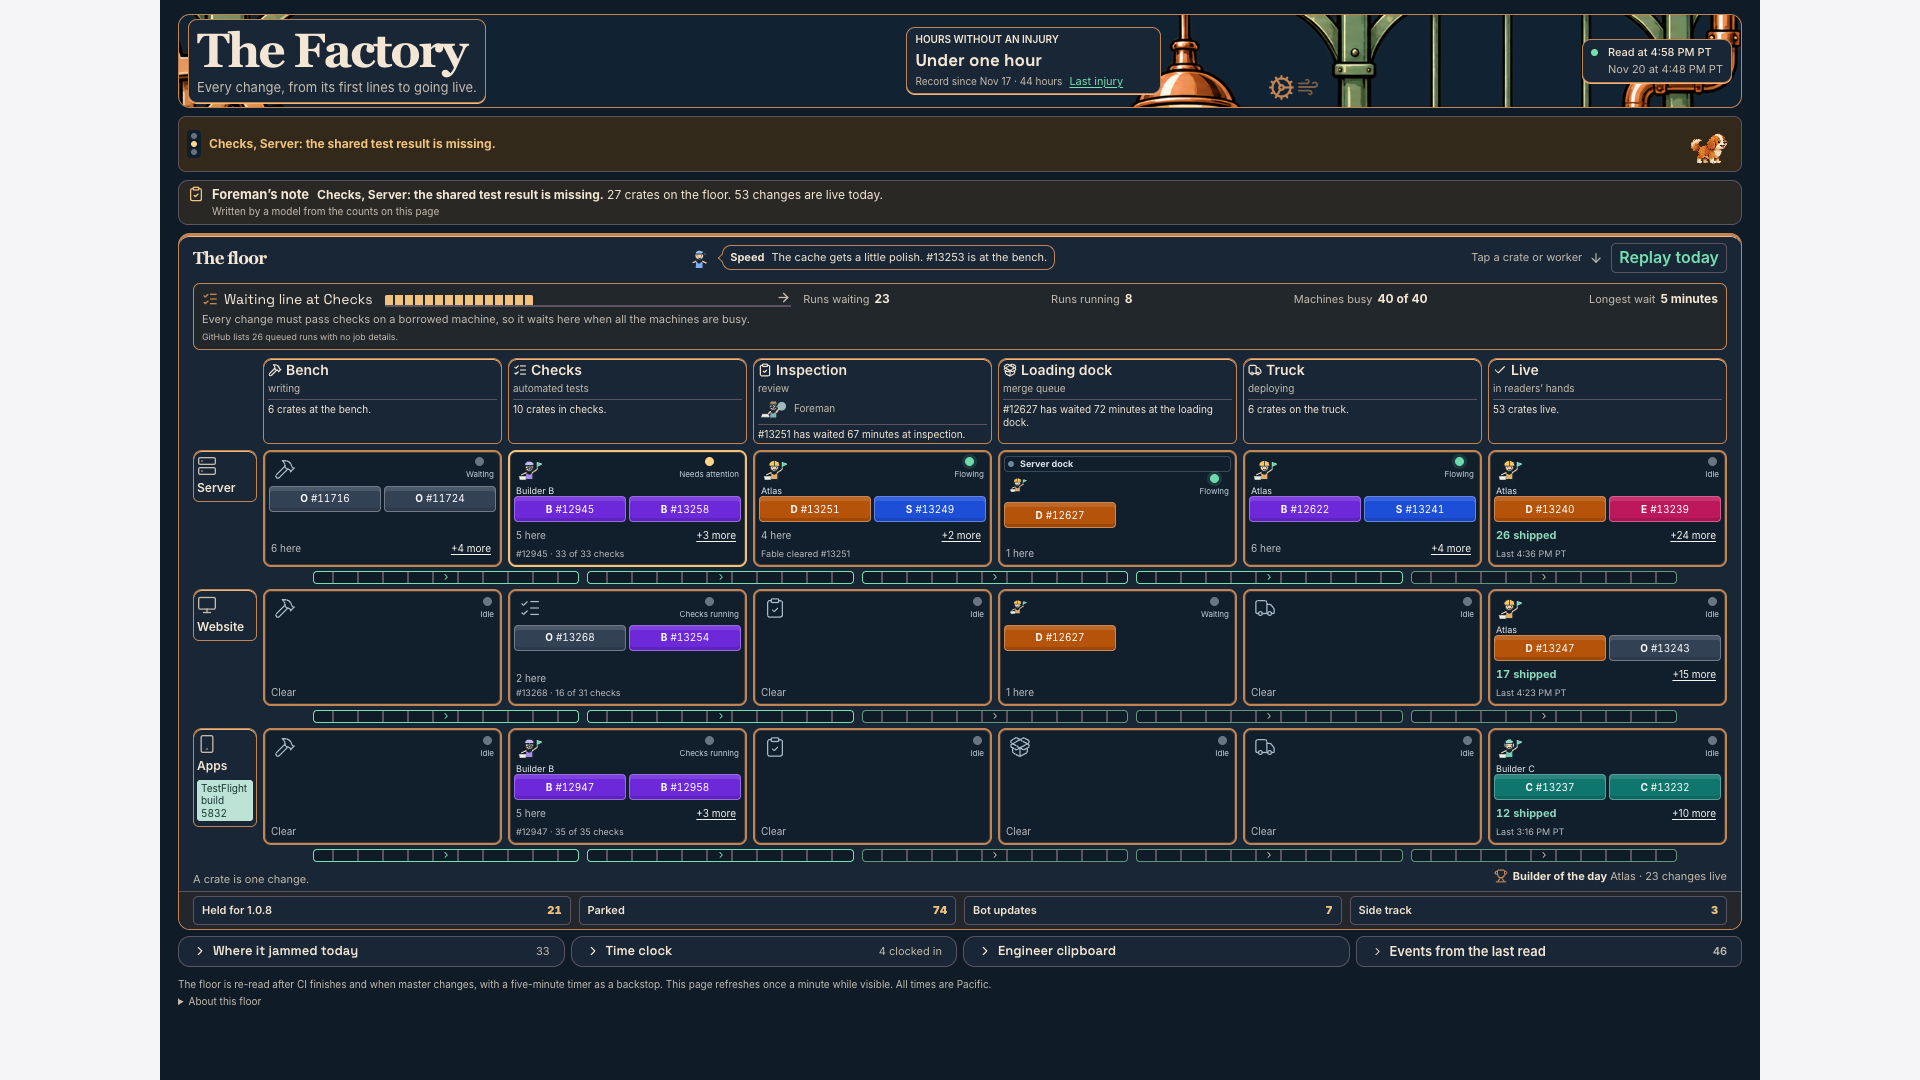 The Factory
Every change, from its first lines to going live.
HOURS WITHOUT AN INJURY
Under one hour
Record since Nov 17 · 44 hours Last injury
Read at 4:58 PM PT
Nov 20 at 4:48 PM PT
Checks, Server: the shared test result is missing.
Foreman's note Checks, Server: the shared test result is missing. 27 crates on the floor. 53 changes are live today.
Written by a model from the counts on this page
The floor
Speed The cache gets a little polish. #13253 is at the bench.
Tap a crate or worker ↓
Replay today
Waiting line at Checks
Runs waiting 23
Runs running 8
Machines busy 40 of 40
Longest wait 5 minutes
Every change must pass checks on a borrowed machine, so it waits here when all the machines are busy.
GitHub lists 26 queued runs with no job details.
Bench
writing
6 crates at the bench.
Checks
automated tests
10 crates in checks.
Inspection
review
Foreman
#13251 has waited 67 minutes at inspection.
Loading dock
merge queue
#12627 has waited 72 minutes at the loading
dock.
Truck
deploying
6 crates on the truck.
Live
in readers' hands
53 crates live.
Server
Waiting
O #11716
O #11724
6 here
+4 more
Needs attention
Builder B
B #12945
B #13258
5 here
+3 more
#12945 · 33 of 33 checks
Flowing
Atlas
D #13251
S #13249
4 here
+2 more
Fable cleared #13251
Server dock
Flowing
D #12627
1 here
Flowing
Atlas
B #12622
S #13241
6 here
+4 more
Idle
Atlas
D #13240
E #13239
26 shipped
+24 more
Last 4:36 PM PT
Website
Idle
Clear
Checks running
O #13268
B #13254
2 here
#13268 · 16 of 31 checks
Idle
Clear
Waiting
D #12627
1 here
Idle
Clear
Idle
Atlas
D #13247
O #13243
17 shipped
+15 more
Last 4:23 PM PT
Apps
TestFlight
build
5832
Idle
Clear
Checks running
Builder B
B #12947
B #12958
5 here
+3 more
#12947 · 35 of 35 checks
Idle
Clear
Idle
Clear
Idle
Clear
Idle
Builder C
C #13237
C #13232
12 shipped
+10 more
Last 3:16 PM PT
A crate is one change.
Builder of the day Atlas · 23 changes live
Held for 1.0.8 21
Parked 74
Bot updates 7
Side track 3
Where it jammed today 33
Time clock 4 clocked in
Engineer clipboard
Events from the last read 46
The floor is re-read after CI finishes and when master changes, with a five-minute timer as a backstop. This page refreshes once a minute while visible. All times are Pacific.
About this floor